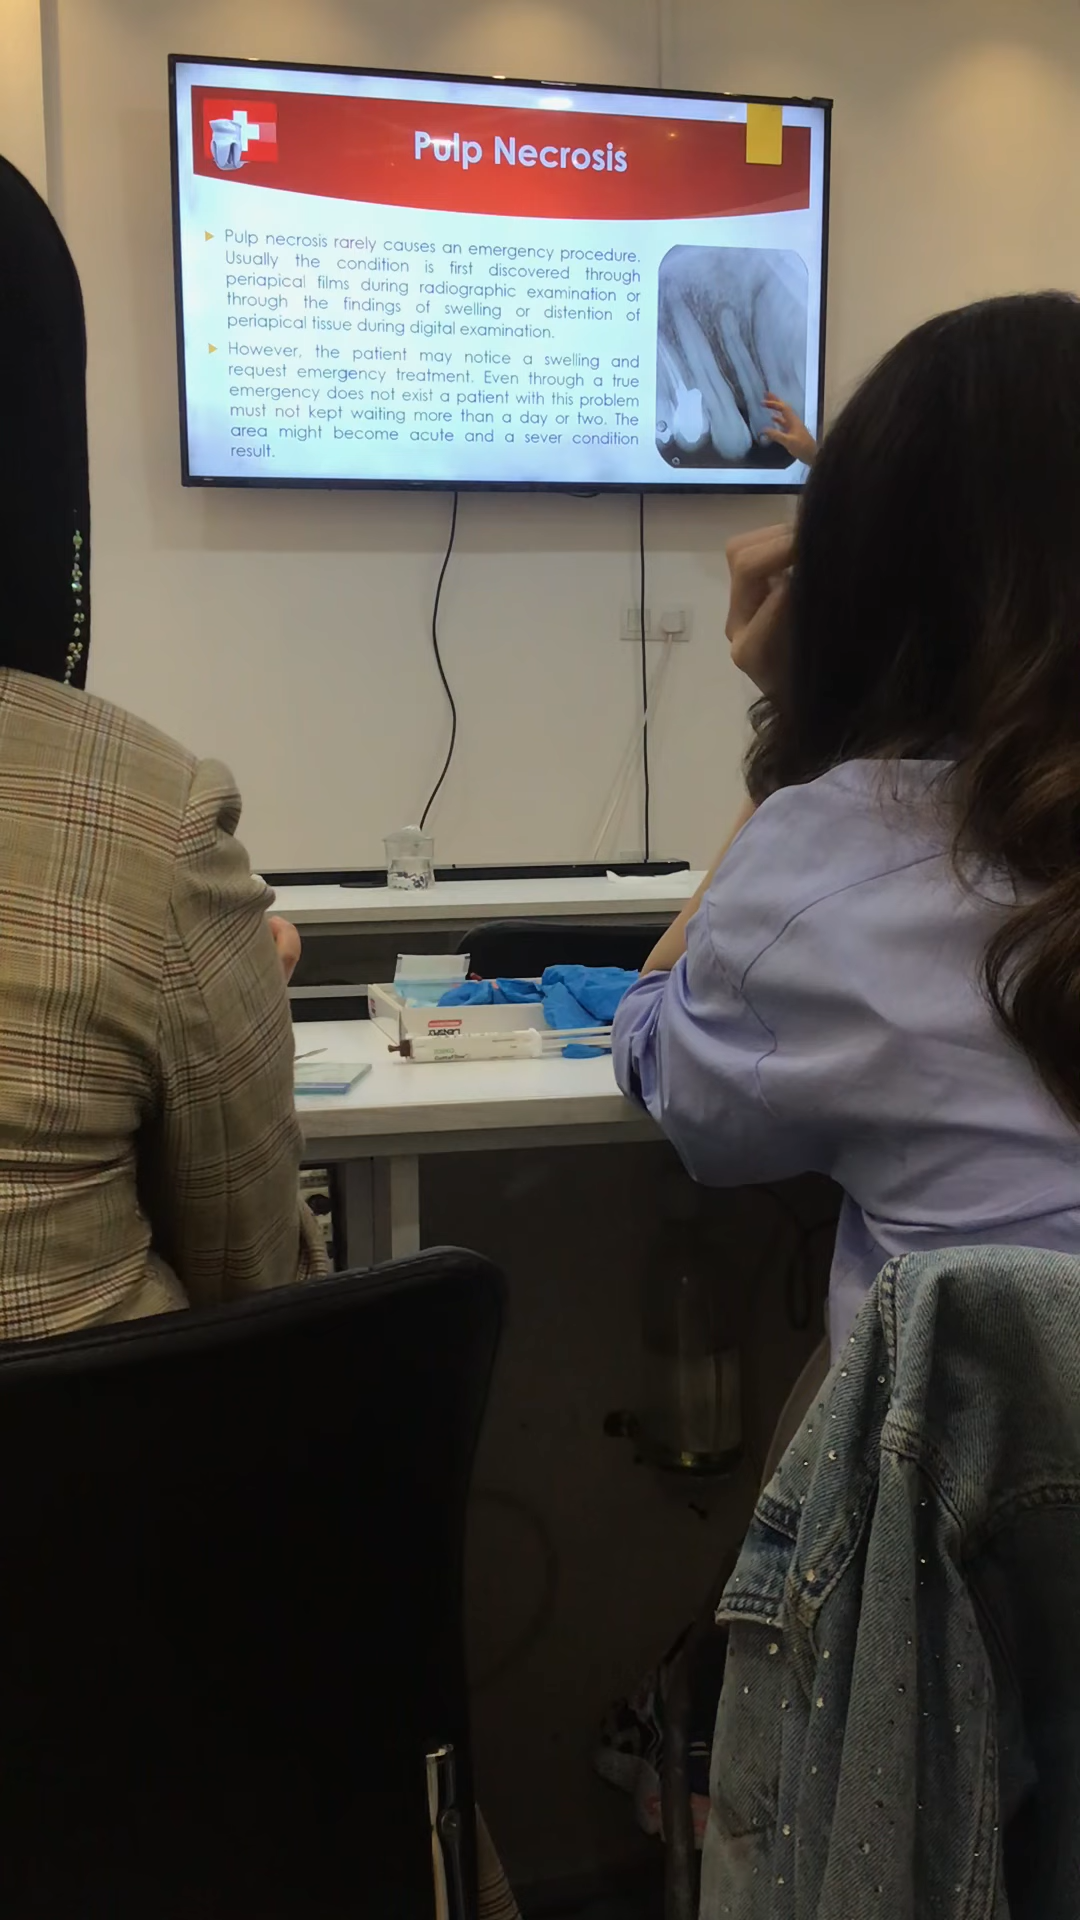 Pulp Necrosis
Pulp necrosis rarely causes an emergency procedure.
Usually the condition is first discovered through
periapical films during radiographic examination or
through the findings of swelling or distention of
periapical tissue during digital examination.
However, the patient may notice a swelling and
request emergency treatment. Even through a true
emergency does not exist a patient with this problem
must not kept waiting more than a day or two. The
area might become acute and a sever condition
result.